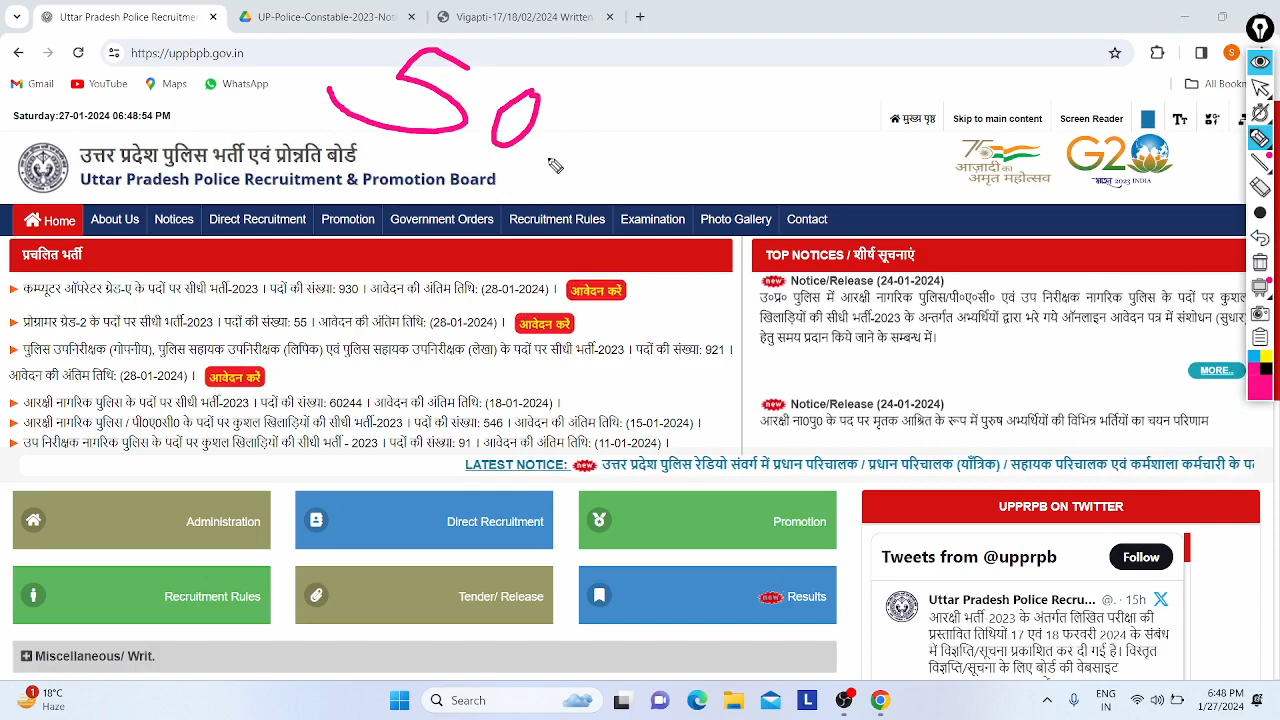 Uttar Pradesh Police Recruitm
UP-Police-Constable-2023-Not
Vigapti-17/18/02/2024 Written
https://uppbpb.gov.in
S
Gmail
YouTube
Maps
WhatsApp
All Bookm
50
Saturday:27-01-2024 06:48:54 PM
मुख्य पृष्ठ
Skip to main content
Screen Reader
TT
उत्तर प्रदेश पुलिस भर्ती एवं प्रोन्नति बोर्ड
Uttar Pradesh Police Recruitment & Promotion Board
75
आज़ादी का
अमृत महोत्सव
G20
भारत 2023 INDIA
Home
About Us
Notices
Direct Recruitment
Promotion
Government Orders
Recruitment Rules
Examination
Photo Gallery
Contact
प्रचलित भर्ती
कम्प्यूटर ऑपरेटर ग्रेड-ए के पदों पर सीधी भर्ती-2023 । पदों की संख्या: 930 । आवेदन की अंतिम तिथि: (28-01-2024) । आवेदन करें
प्रोग्रामर ग्रेड-2 के पदों पर सीधी भर्ती-2023 । पदों की संख्या: 55 । आवेदन की अंतिम तिथि: (28-01-2024) । आवेदन करें
पुलिस उपनिरीक्षक (गोपनीय), पुलिस सहायक उपनिरीक्षक (लिपिक) एवं पुलिस सहायक उपनिरीक्षक (लेखा) के पदों पर सीधी भर्ती-2023 । पदों की संख्या: 921 ।
आवेदन की अंतिम तिथि: (28-01-2024) । आवेदन करें
आरक्षी नागरिक पुलिस के पदों पर सीधी भर्ती-2023 । पदों की संख्या: 60244 । आवेदन की अंतिम तिथि: (18-01-2024) ।
आरक्षी नागरिक पुलिस / पी०ए०सी० के पदों पर कुशल खिलाड़ियों की सीधी भर्ती-2023 । पदों की संख्या: 546 । आवेदन की अंतिम तिथि: (15-01-2024) ।
उप निरीक्षक नागरिक पुलिस के पदों पर कुशल खिलाड़ियों की सीधी भर्ती - 2023 । पदों की संख्या: 91 । आवेदन की अंतिम तिथि: (11-01-2024) ।
TOP NOTICES / शीर्ष सूचनाएं
new Notice/Release (24-01-2024)
उ०प्र० पुलिस में आरक्षी नागरिक पुलिस/पी०ए०सी० एवं उप निरीक्षक नागरिक पुलिस के पदों पर कुशल
खिलाड़ियों की सीधी भर्ती-2023 के अन्तर्गत अभ्यर्थियों द्वारा भरे गये ऑनलाइन आवेदन पत्र में संशोधन (सुधार
हेतु समय प्रदान किये जाने के सम्बन्ध में।
MORE..
new Notice/Release (24-01-2024)
आरक्षी ना०पु० के पद पर मृतक आश्रित के रूप में पुरुष अभ्यर्थियों की विभिन्न भर्तियों का चयन परिणाम
LATEST NOTICE: new उत्तर प्रदेश पुलिस रेडियो संवर्ग में प्रधान परिचालक / प्रधान परिचालक (यॉंत्रिक) / सहायक परिचालक एवं कर्मशाला कर्मचारी के
Administration
Direct Recruitment
Promotion
Recruitment Rules
Tender/ Release
new Results
Miscellaneous/ Writ.
UPPRPB ON TWITTER
Tweets from @upprpb
Follow
Uttar Pradesh Police Recru... @. · 15h
आरक्षी भर्ती 2023 के अंतर्गत लिखित परीक्षा की
प्रस्तावित तिथियों 17 एवं 18 फरवरी 2024 के संबंध
में विज्ञप्ति/सूचना प्रकाशित कर दी गई है। विस्तृत
विज्ञप्ति/सूचना के लिए बोर्ड की वेबसाइट
1
18°C
Haze
Search
L
ENG
IN
6:48 PM
1/27/2024